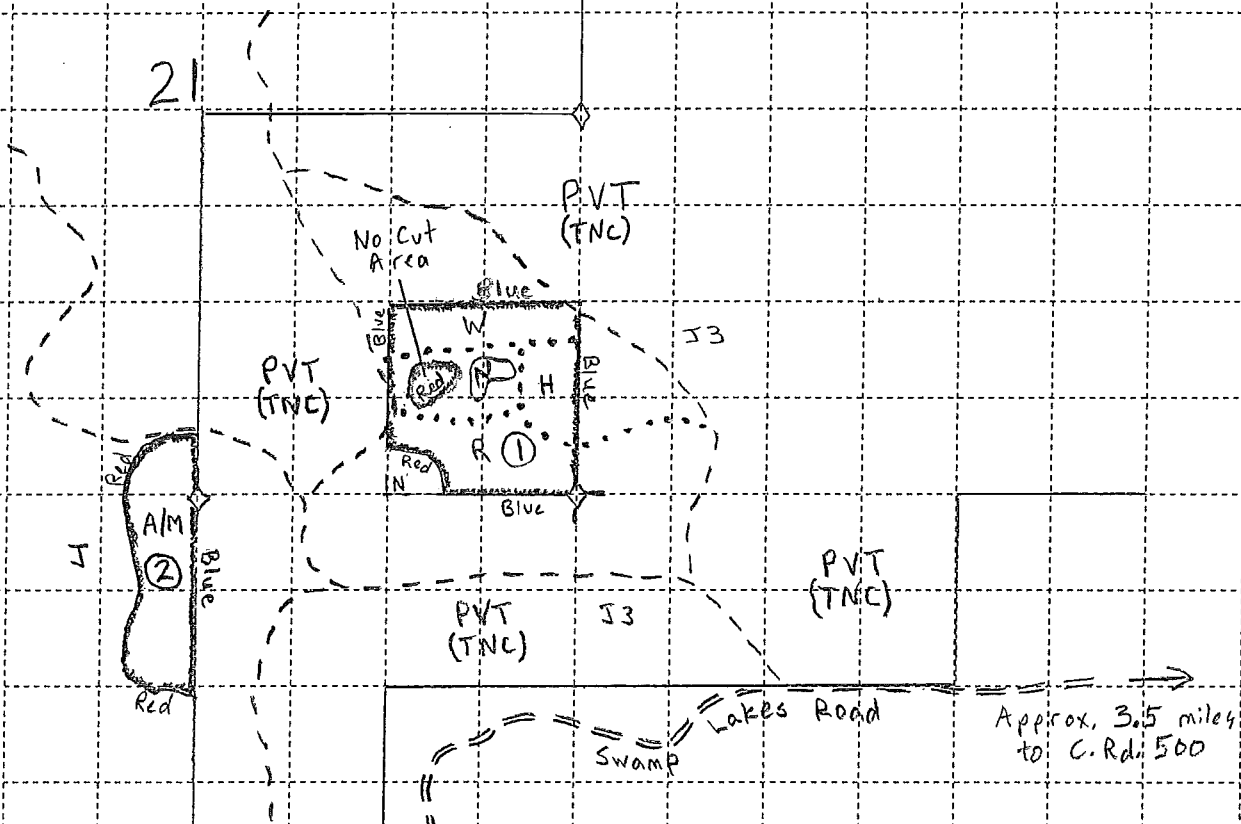 21
PVT
(TNC)
No Cut
Area
Blue
Blue
W
J3
PVT
(TNC)
Red
N
H
Blue
R
1
Red
N
Blue
Red
A/M
2
Blue
J
Red
PVT
(TNC)
J3
PVT
(TNC)
Swamp Lakes Road
Approx. 3.5 miles
to C.Rd. 500